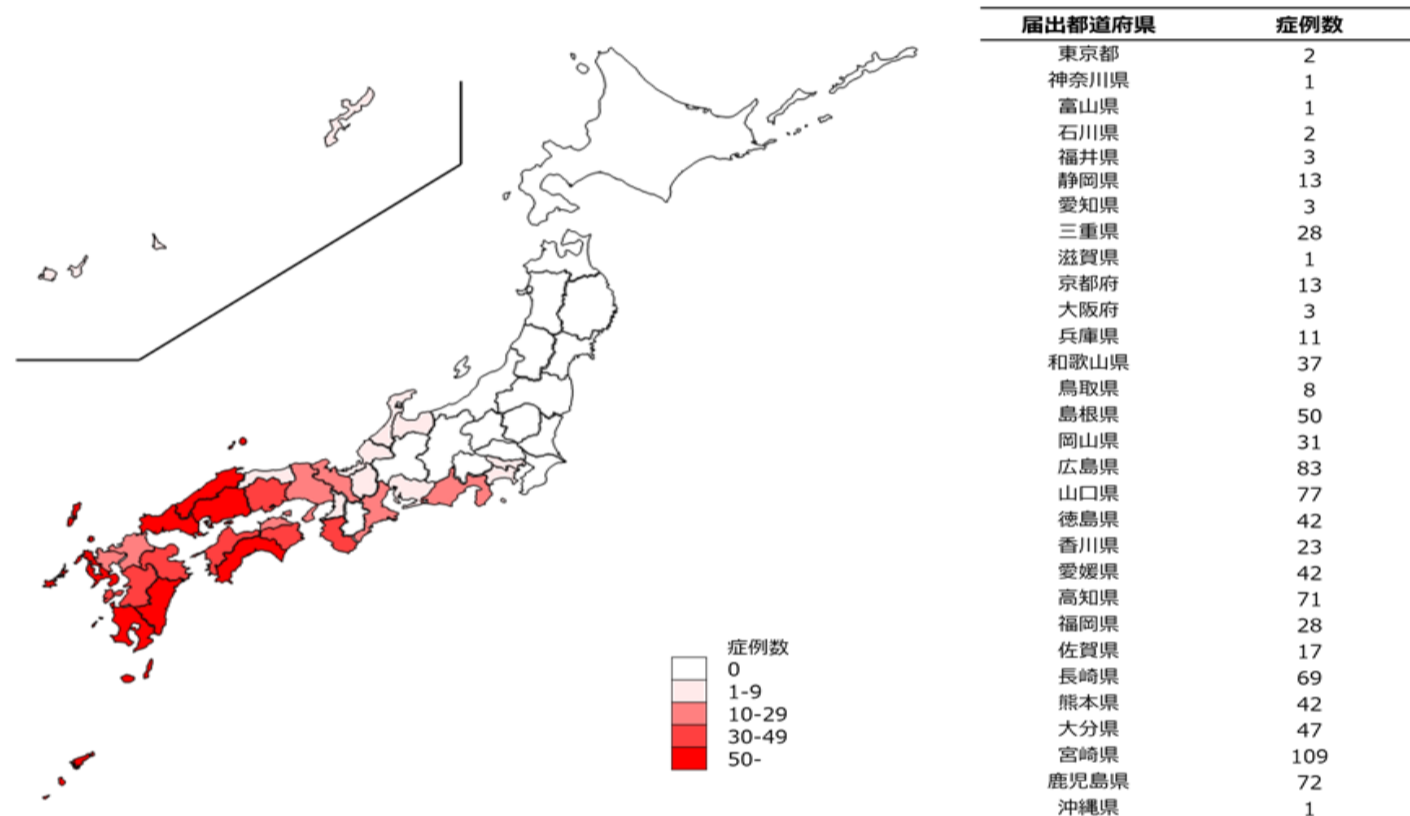 届出都道府県 症例数
東京都 2
神奈川県 1
富山県 1
石川県 2
福井県 3
静岡県 13
愛知県 3
三重県 28
滋賀県 1
京都府 13
大阪府 3
兵庫県 11
和歌山県 37
鳥取県 8
島根県 50
岡山県 31
広島県 83
山口県 77
徳島県 42
香川県 23
愛媛県 42
高知県 71
福岡県 28
佐賀県 17
長崎県 69
熊本県 42
大分県 47
宮崎県 109
鹿児島県 72
沖縄県 1
症例数
0
1-9
10-29
30-49
50-